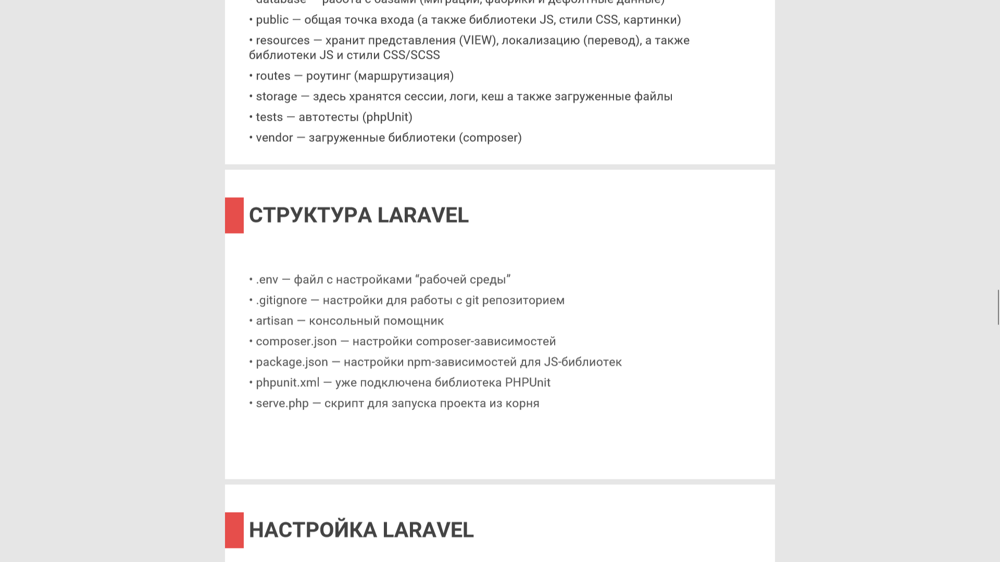 • database — работа с базами (миграции, фабрики и дефолтные данные)
• public — общая точка входа (а также библиотеки JS, стили CSS, картинки)
• resources — хранит представления (VIEW), локализацию (перевод), а также
библиотеки JS и стили CSS/SCSS
• routes — роутинг (маршрутизация)
• storage — здесь хранятся сессии, логи, кеш а также загруженные файлы
• tests — автотесты (phpUnit)
• vendor — загруженные библиотеки (composer)
СТРУКТУРА LARAVEL
• .env — файл с настройками “рабочей среды”
• .gitignore — настройки для работы с git репозиторием
• artisan — консольный помощник
• composer.json — настройки composer-зависимостей
• package.json — настройки npm-зависимостей для JS-библиотек
• phpunit.xml — уже подключена библиотека PHPUnit
• serve.php — скрипт для запуска проекта из корня
НАСТРОЙКА LARAVEL